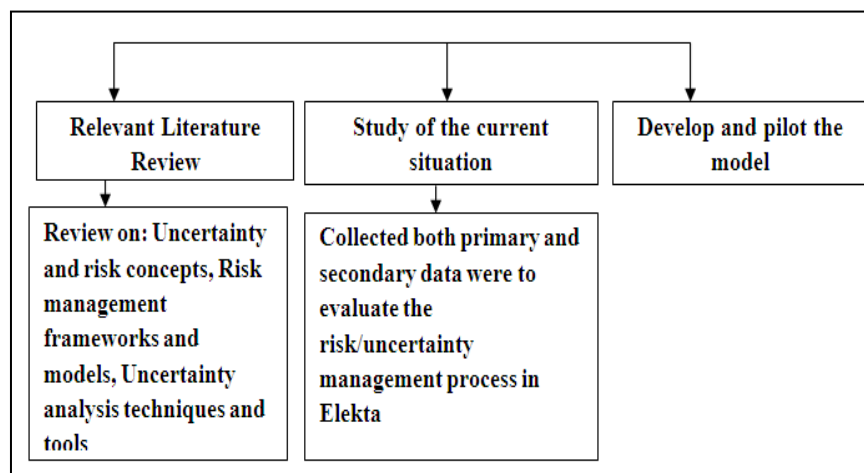 Relevant Literature
Review
Study of the current
situation
Develop and pilot the
model
Review on: Uncertainty
and risk concepts, Risk
management
frameworks and
models, Uncertainty
analysis techniques and
tools
Collected both primary and
secondary data were to
evaluate the
risk/uncertainty
management process in
Elekta